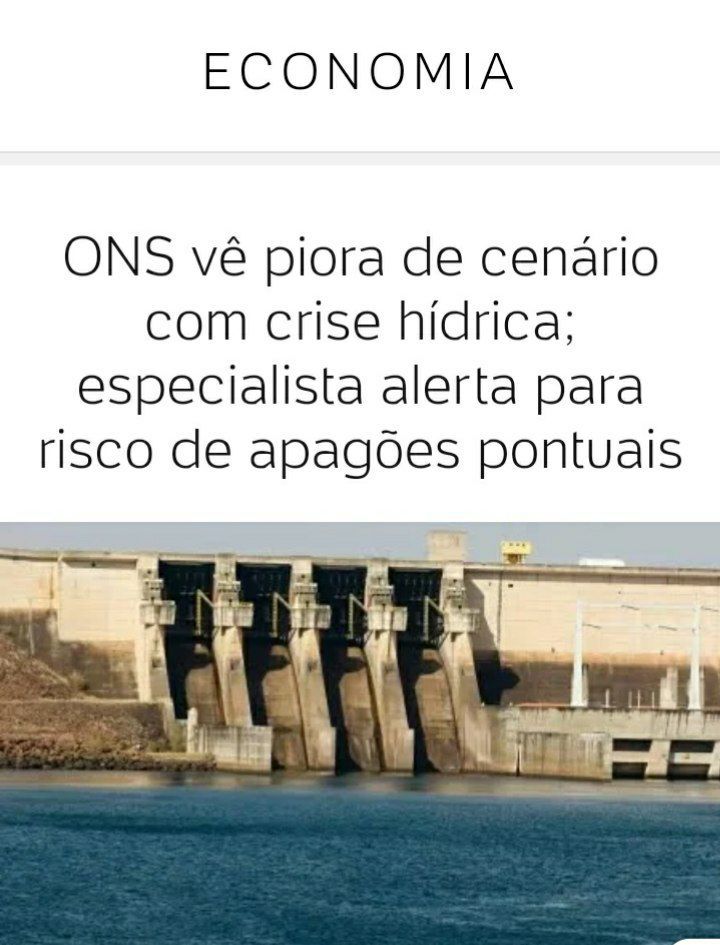 ECONOMIA
ONS vê piora de cenário
com crise hídrica;
especialista alerta para
risco de apagões pontuais